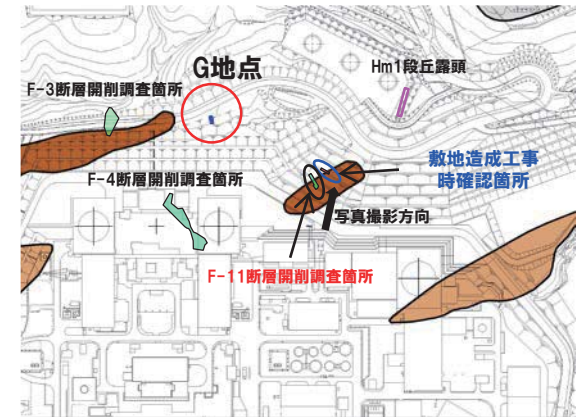 G地点
Hm1段丘露頭
F-3断層開削調査箇所
敷地造成工事
時確認箇所
F-4断層開削調査箇所
写真撮影方向
F-11断層開削調査箇所